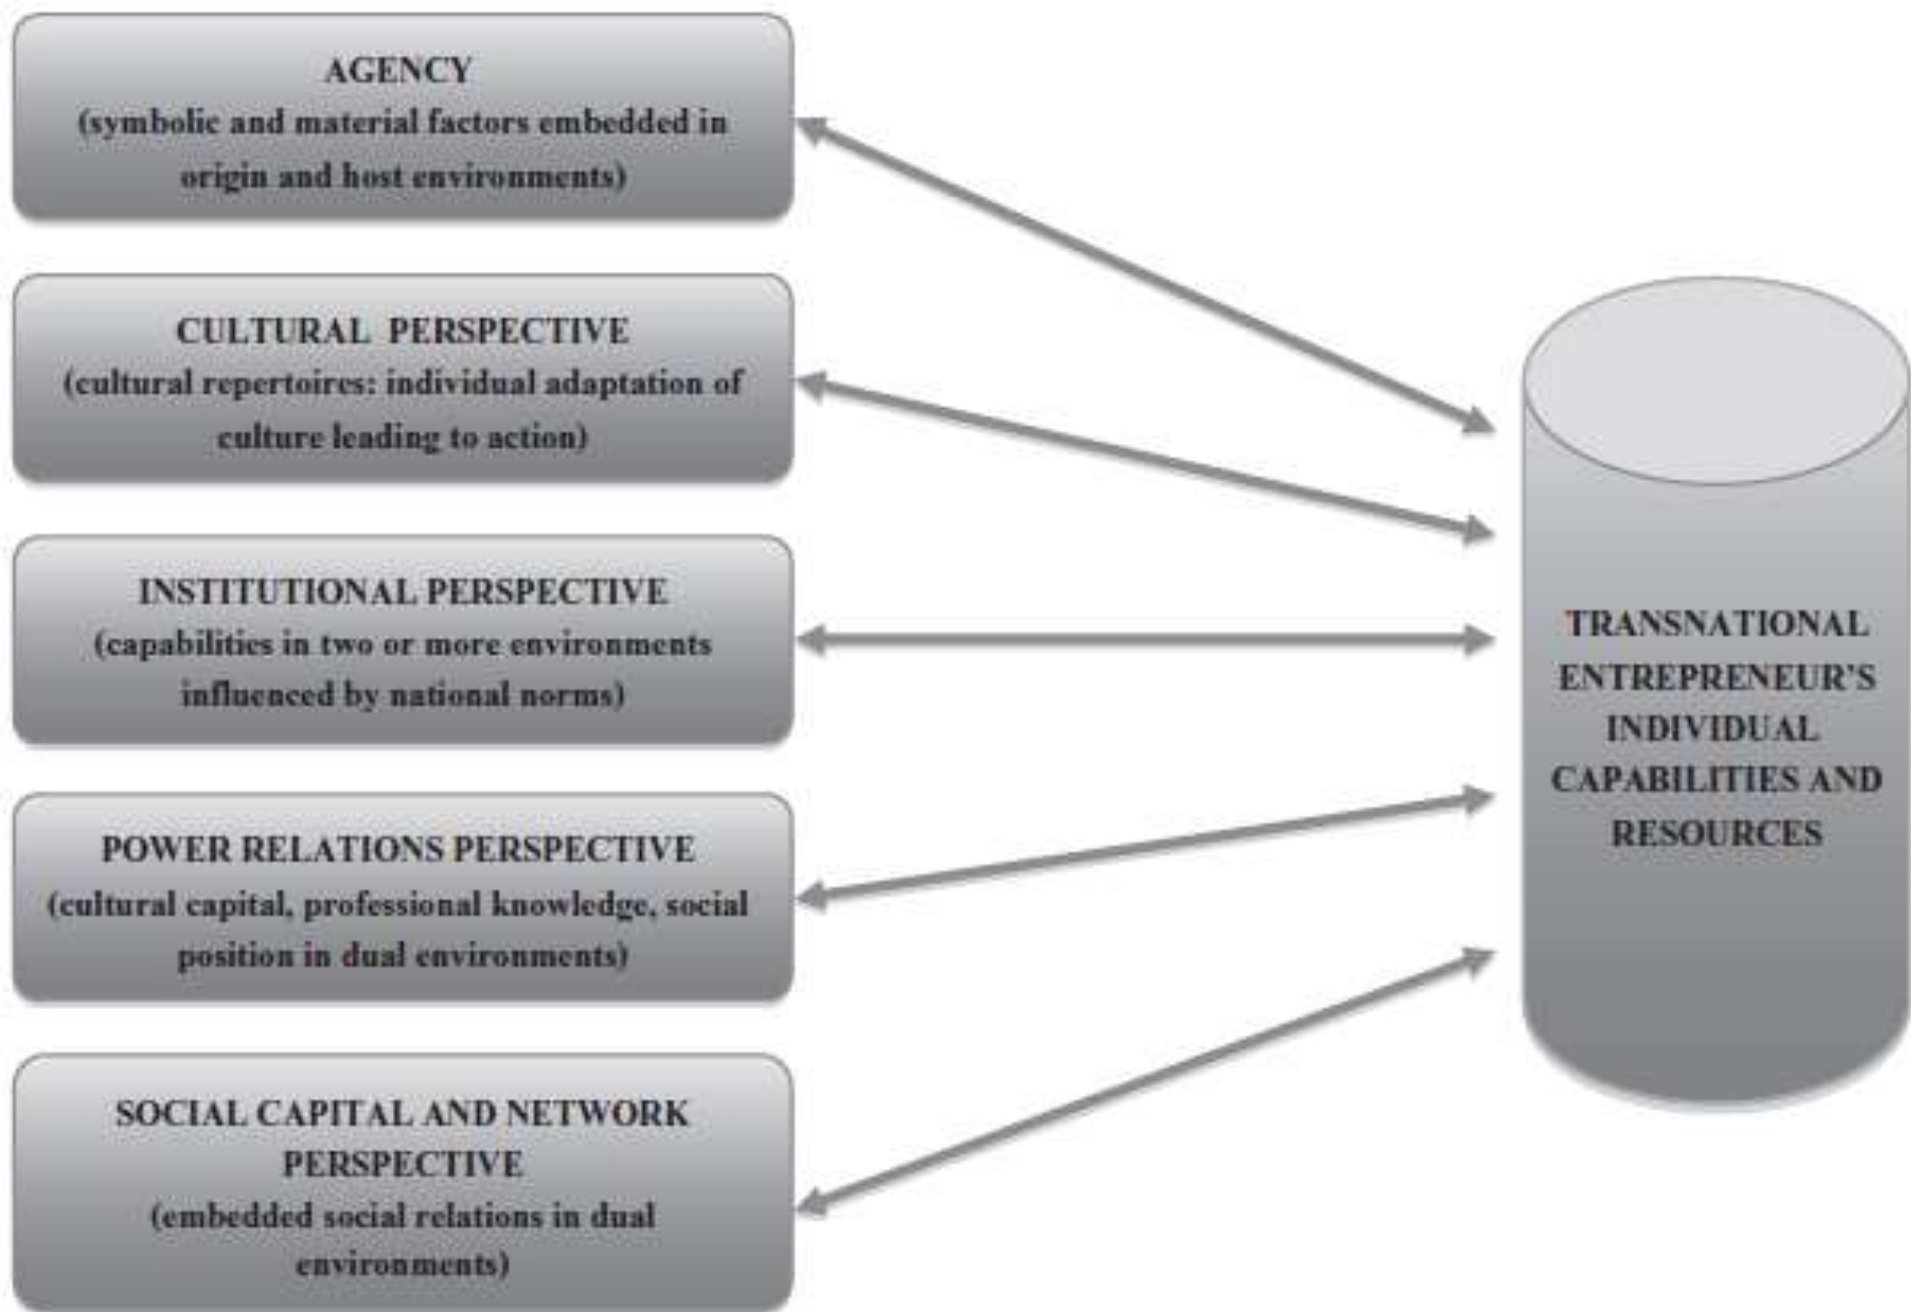 AGENCY
(symbolic and material factors embedded in
origin and host environments)
CULTURAL PERSPECTIVE
(cultural repertoires: individual adaptation of
culture leading to action)
INSTITUTIONAL PERSPECTIVE
(capabilities in two or more environments
influenced by national norms)
POWER RELATIONS PERSPECTIVE
(cultural capital, professional knowledge, social
position in dual environments)
SOCIAL CAPITAL AND NETWORK
PERSPECTIVE
(embedded social relations in dual
environments)
TRANSNATIONAL
ENTREPRENEUR'S
INDIVIDUAL
CAPABILITIES AND
RESOURCES